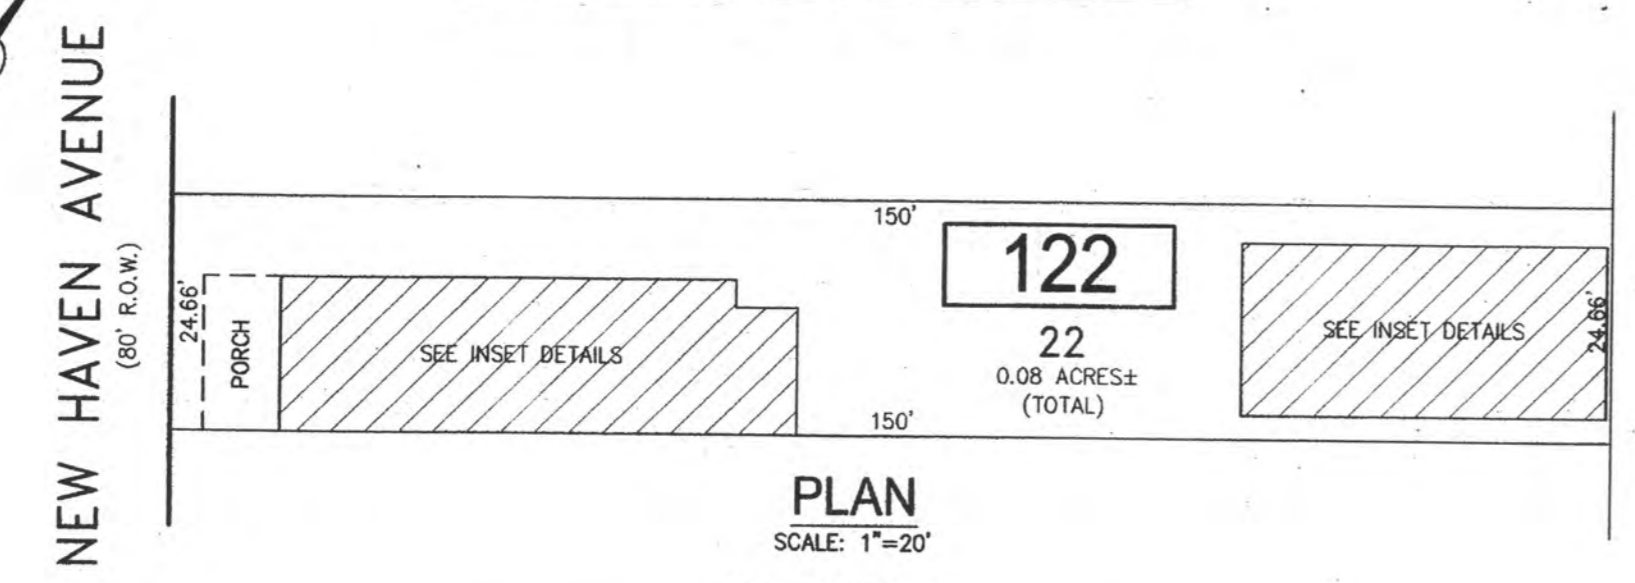 NEW HAVEN AVENUE
(80' R.O.W.)
150'
122
24.66'
PORCH
SEE INSET DETAILS
22
0.08 ACRES±
(TOTAL)
SEE INSET DETAILS
24.66'
150'
PLAN
SCALE: 1"=20'